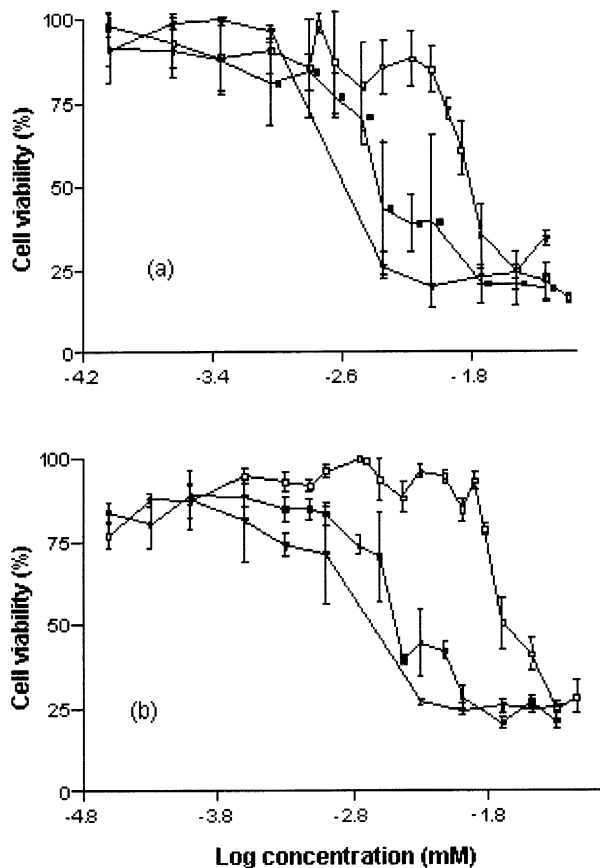 100
75
50
25
0
Cell viability (%)
(a)
-4.2 -3.4 -2.6 -1.8
100
75
50
25
0
Cell viability (%)
(b)
-4.8 -3.8 -2.8 -1.8
Log concentration (mM)